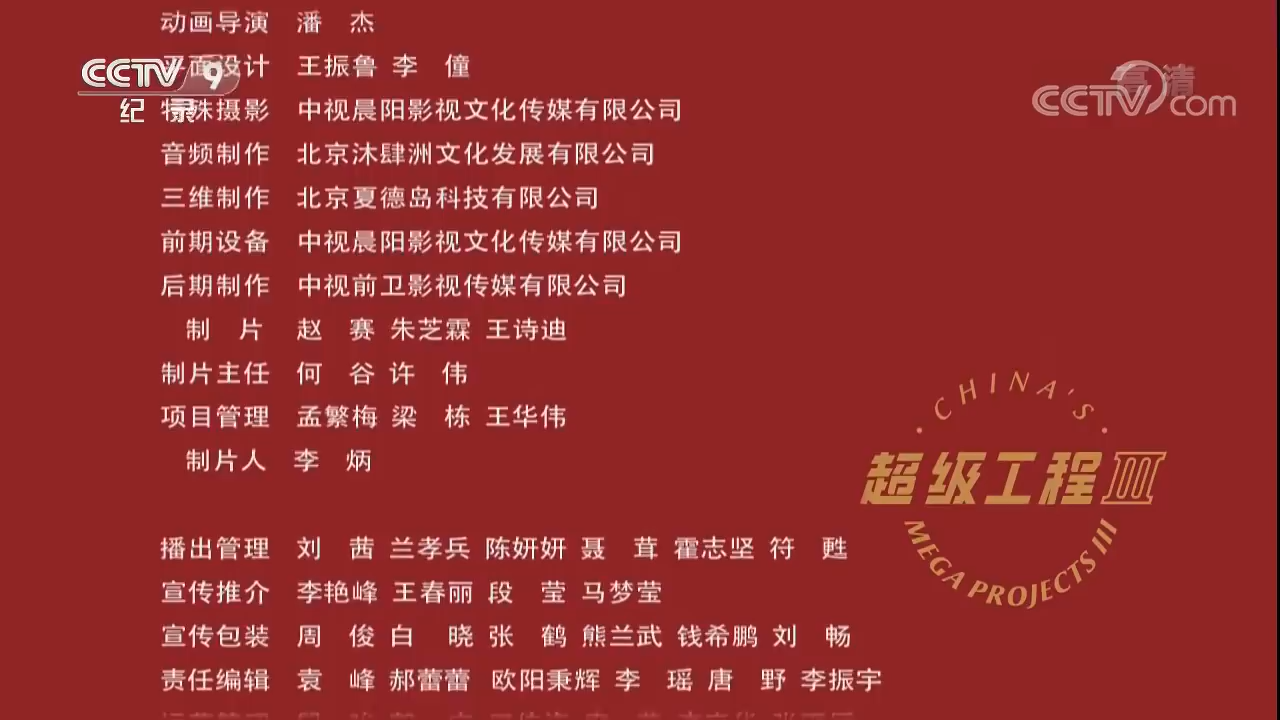 动画导演 潘 杰
平面设计 王振鲁 李 僮
CCTV 9
纪录
高清
CCTV.com
特殊摄影 中视晨阳影视文化传媒有限公司
音频制作 北京沐肆洲文化发展有限公司
三维制作 北京夏德岛科技有限公司
前期设备 中视晨阳影视文化传媒有限公司
后期制作 中视前卫影视传媒有限公司
制 片 赵 赛 朱芝霖 王诗迪
制片主任 何 谷 许 伟
项目管理 孟繁梅 梁 栋 王华伟
制片人 李 炳
CHINA'S
超级工程III
MEGA PROJECTS III
播出管理 刘 茜 兰孝兵 陈妍妍 聂 茸 霍志坚 符 甦
宣传推介 李艳峰 王春丽 段 莹 马梦莹
宣传包装 周 俊 白 晓 张 鹤 熊兰武 钱希鹏 刘 畅
责任编辑 袁 峰 郝蕾蕾 欧阳秉辉 李 瑶 唐 野 李振宇